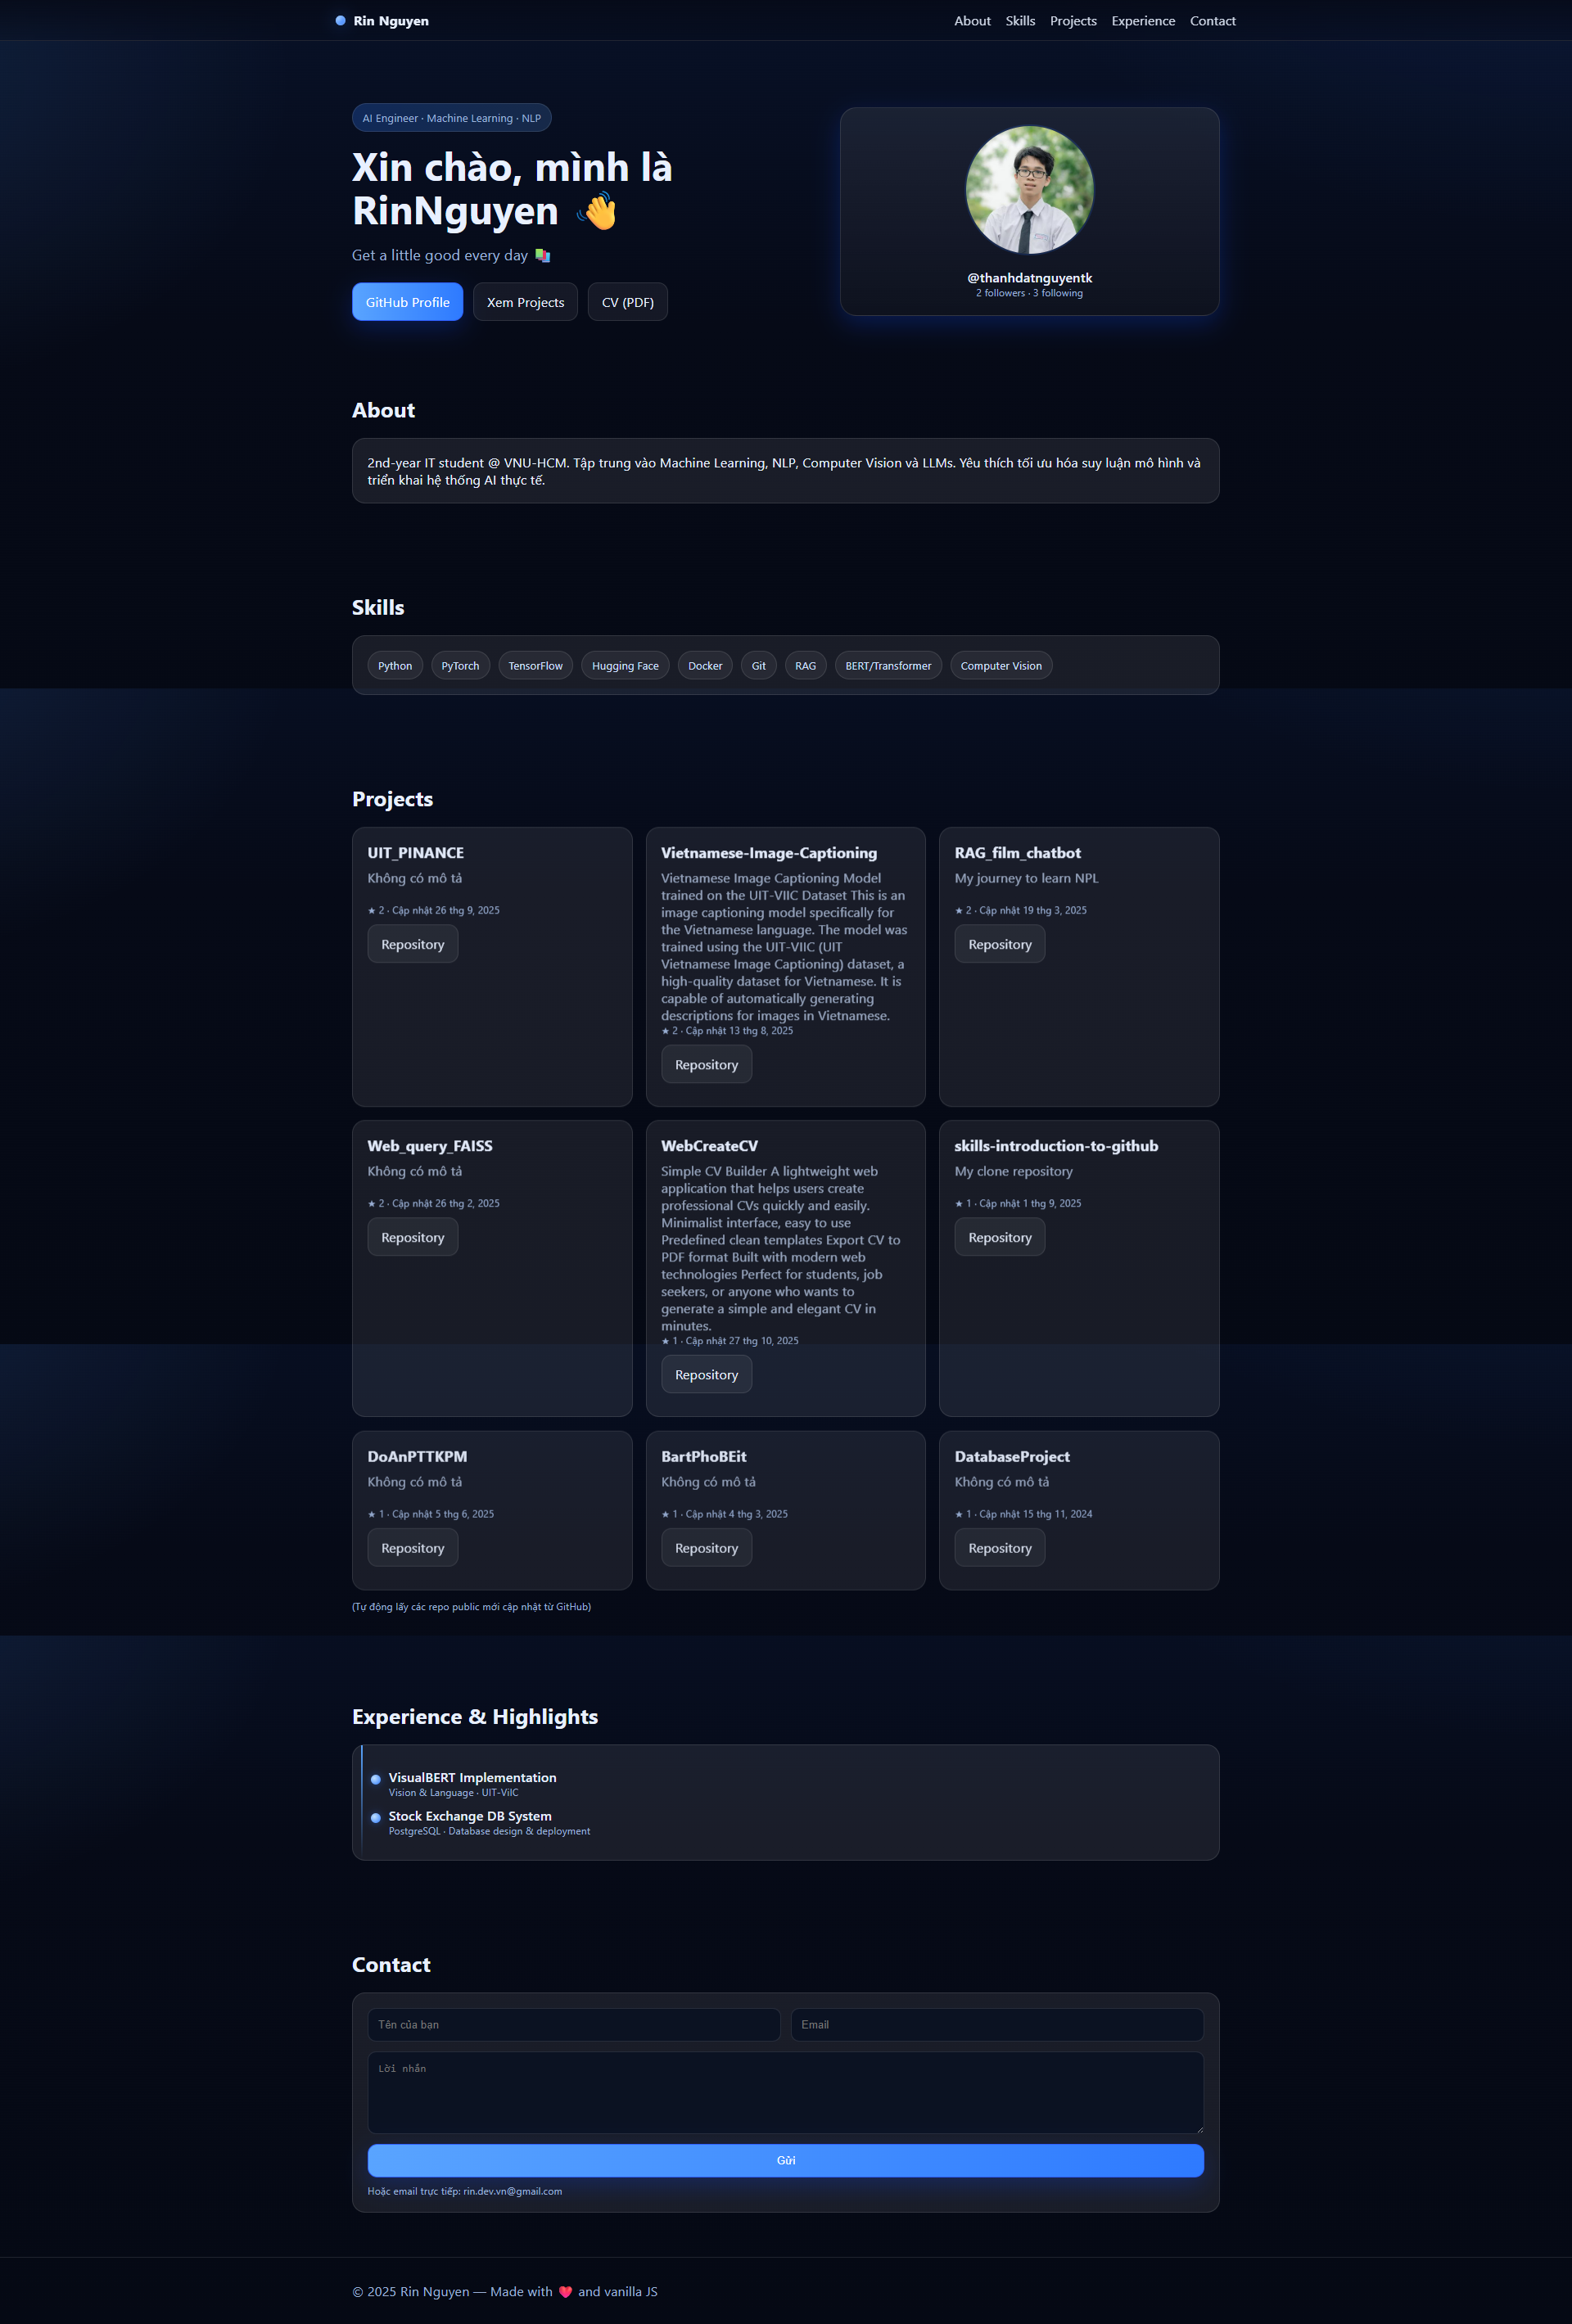 Rin Nguyen
About Skills Projects Experience Contact
AI Engineer · Machine Learning · NLP
Xin chào, mình là
RinNguyen 👋
Get a little good every day 📚
GitHub Profile
Xem Projects
CV (PDF)
@thanhdatnguyentk
2 followers · 3 following
About
2nd-year IT student @ VNU-HCM. Tập trung vào Machine Learning, NLP, Computer Vision và LLMs. Yêu thích tối ưu hóa suy luận mô hình và
triển khai hệ thống AI thực tế.
Skills
Python
PyTorch
TensorFlow
Hugging Face
Docker
Git
RAG
BERT/Transformer
Computer Vision
Projects
UIT_PINANCE
Không có mô tả
★ 2 · Cập nhật 26 thg 9, 2025
Repository
Vietnamese-Image-Captioning
Vietnamese Image Captioning Model
trained on the UIT-VIIC Dataset This is an
image captioning model specifically for
the Vietnamese language. The model was
trained using the UIT-VIIC (UIT
Vietnamese Image Captioning) dataset, a
high-quality dataset for Vietnamese. It is
capable of automatically generating
descriptions for images in Vietnamese.
★ 2 · Cập nhật 13 thg 8, 2025
Repository
RAG_film_chatbot
My journey to learn NPL
★ 2 · Cập nhật 19 thg 3, 2025
Repository
Web_query_FAISS
Không có mô tả
★ 2 · Cập nhật 26 thg 2, 2025
Repository
WebCreateCV
Simple CV Builder A lightweight web
application that helps users create
professional CVs quickly and easily.
Minimalist interface, easy to use
Predefined clean templates Export CV to
PDF format Built with modern web
technologies Perfect for students, job
seekers, or anyone who wants to
generate a simple and elegant CV in
minutes.
★ 1 · Cập nhật 27 thg 10, 2025
Repository
skills-introduction-to-github
My clone repository
★ 1 · Cập nhật 1 thg 9, 2025
Repository
DoAnPTTKPM
Không có mô tả
★ 1 · Cập nhật 5 thg 6, 2025
Repository
BartPhoBEit
Không có mô tả
★ 1 · Cập nhật 4 thg 3, 2025
Repository
DatabaseProject
Không có mô tả
★ 1 · Cập nhật 15 thg 11, 2024
Repository
(Tự động lấy các repo public mới cập nhật từ GitHub)
Experience & Highlights
VisualBERT Implementation
Vision & Language · UIT-ViIC
Stock Exchange DB System
PostgreSQL · Database design & deployment
Contact
Tên của bạn
Email
Lời nhắn
Gửi
Hoặc email trực tiếp: rin.dev.vn@gmail.com
© 2025 Rin Nguyen — Made with ❤️ and vanilla JS